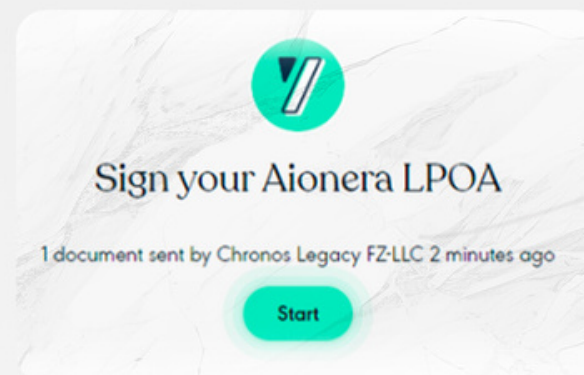 Sign your Aionera LPOA
1 document sent by Chronos Legacy FZ-LLC 2 minutes ago
Start